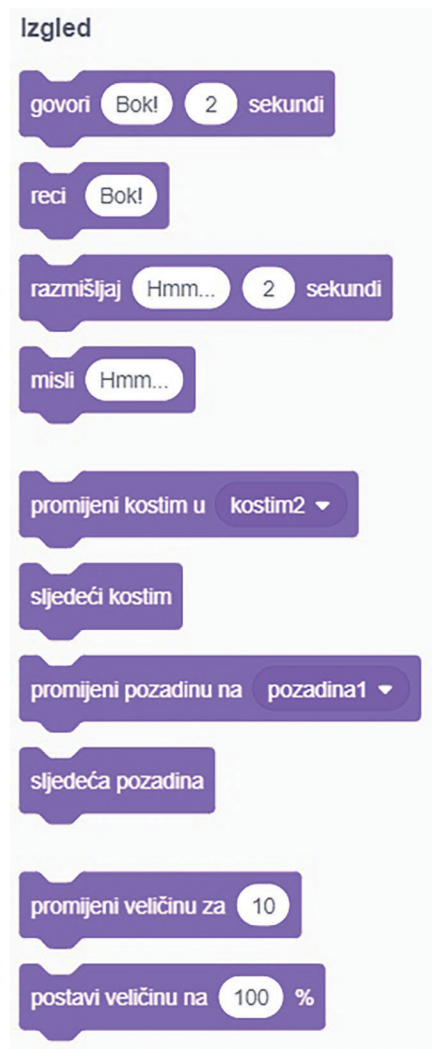 Izgled
govori Bok! 2 sekundi
reci Bok!
razmišljaj Hmm... 2 sekundi
misli Hmm...
promijeni kostim u kostim2
sljedeći kostim
promijeni pozadinu na pozadina1
sljedeća pozadina
promijeni veličinu za 10
postavi veličinu na 100 %